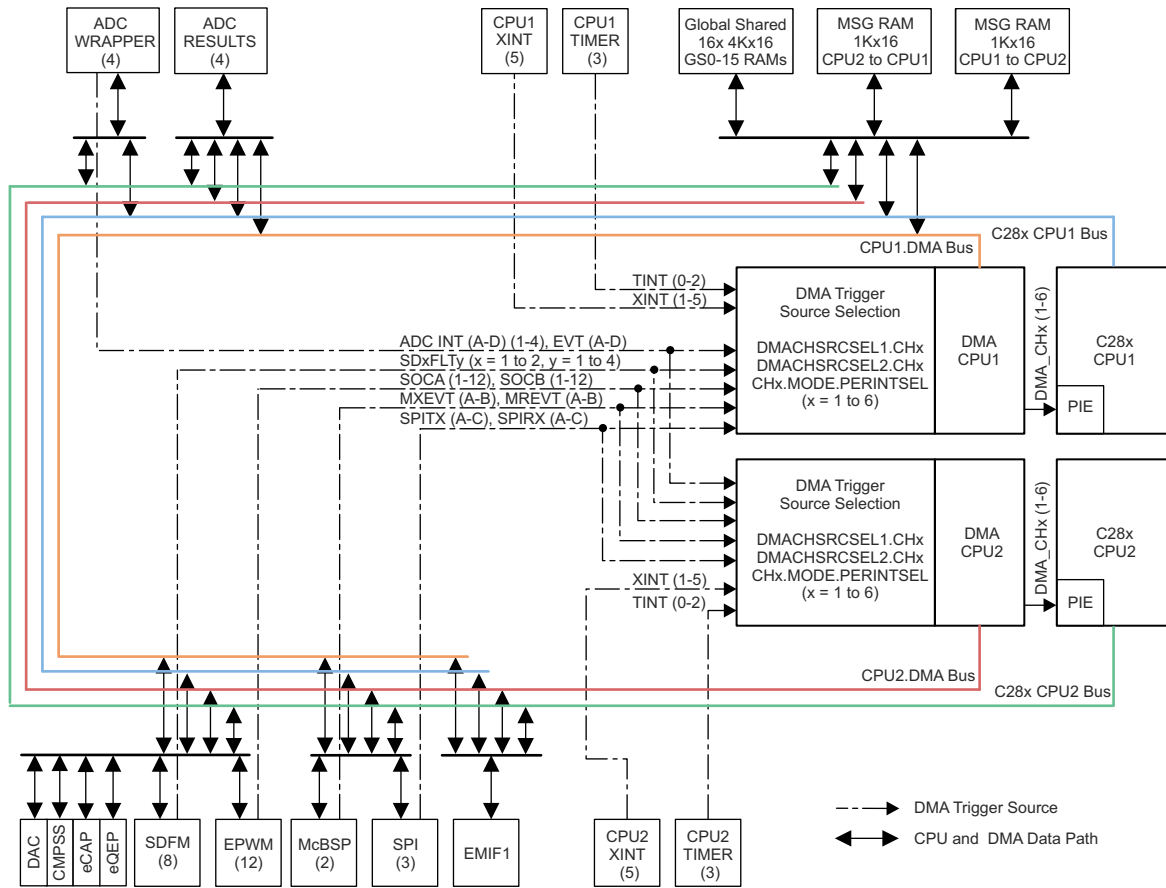 ADC
WRAPPER
(4)
ADC
RESULTS
(4)
CPU1
XINT
(5)
CPU1
TIMER
(3)
Global Shared
16x 4Kx16
GS0-15 RAMs
MSG RAM
1Kx16
CPU2 to CPU1
MSG RAM
1Kx16
CPU1 to CPU2
C28x CPU1 Bus
CPU1.DMA Bus
TINT (0-2)
XINT (1-5)
ADC INT (A-D) (1-4), EVT (A-D)
SDxFLTy (x = 1 to 2, y = 1 to 4)
SOCA (1-12), SOCB (1-12)
MXEVT (A-B), MREVT (A-B)
SPITX (A-C), SPIRX (A-C)
DMA Trigger
Source Selection
DMACHSRCSEL1.CHx
DMACHSRCSEL2.CHx
CHx.MODE.PERINTSEL
(x = 1 to 6)
DMA
CPU1
DMA_CHx (1-6)
C28x
CPU1
PIE
DMA Trigger
Source Selection
DMACHSRCSEL1.CHx
DMACHSRCSEL2.CHx
CHx.MODE.PERINTSEL
(x = 1 to 6)
DMA
CPU2
DMA_CHx (1-6)
C28x
CPU2
PIE
XINT (1-5)
TINT (0-2)
CPU2.DMA Bus
C28x CPU2 Bus
DAC
CMPSS
eCAP
eQEP
SDFM
(8)
EPWM
(12)
McBSP
(2)
SPI
(3)
EMIF1
CPU2
XINT
(5)
CPU2
TIMER
(3)
DMA Trigger Source
CPU and DMA Data Path